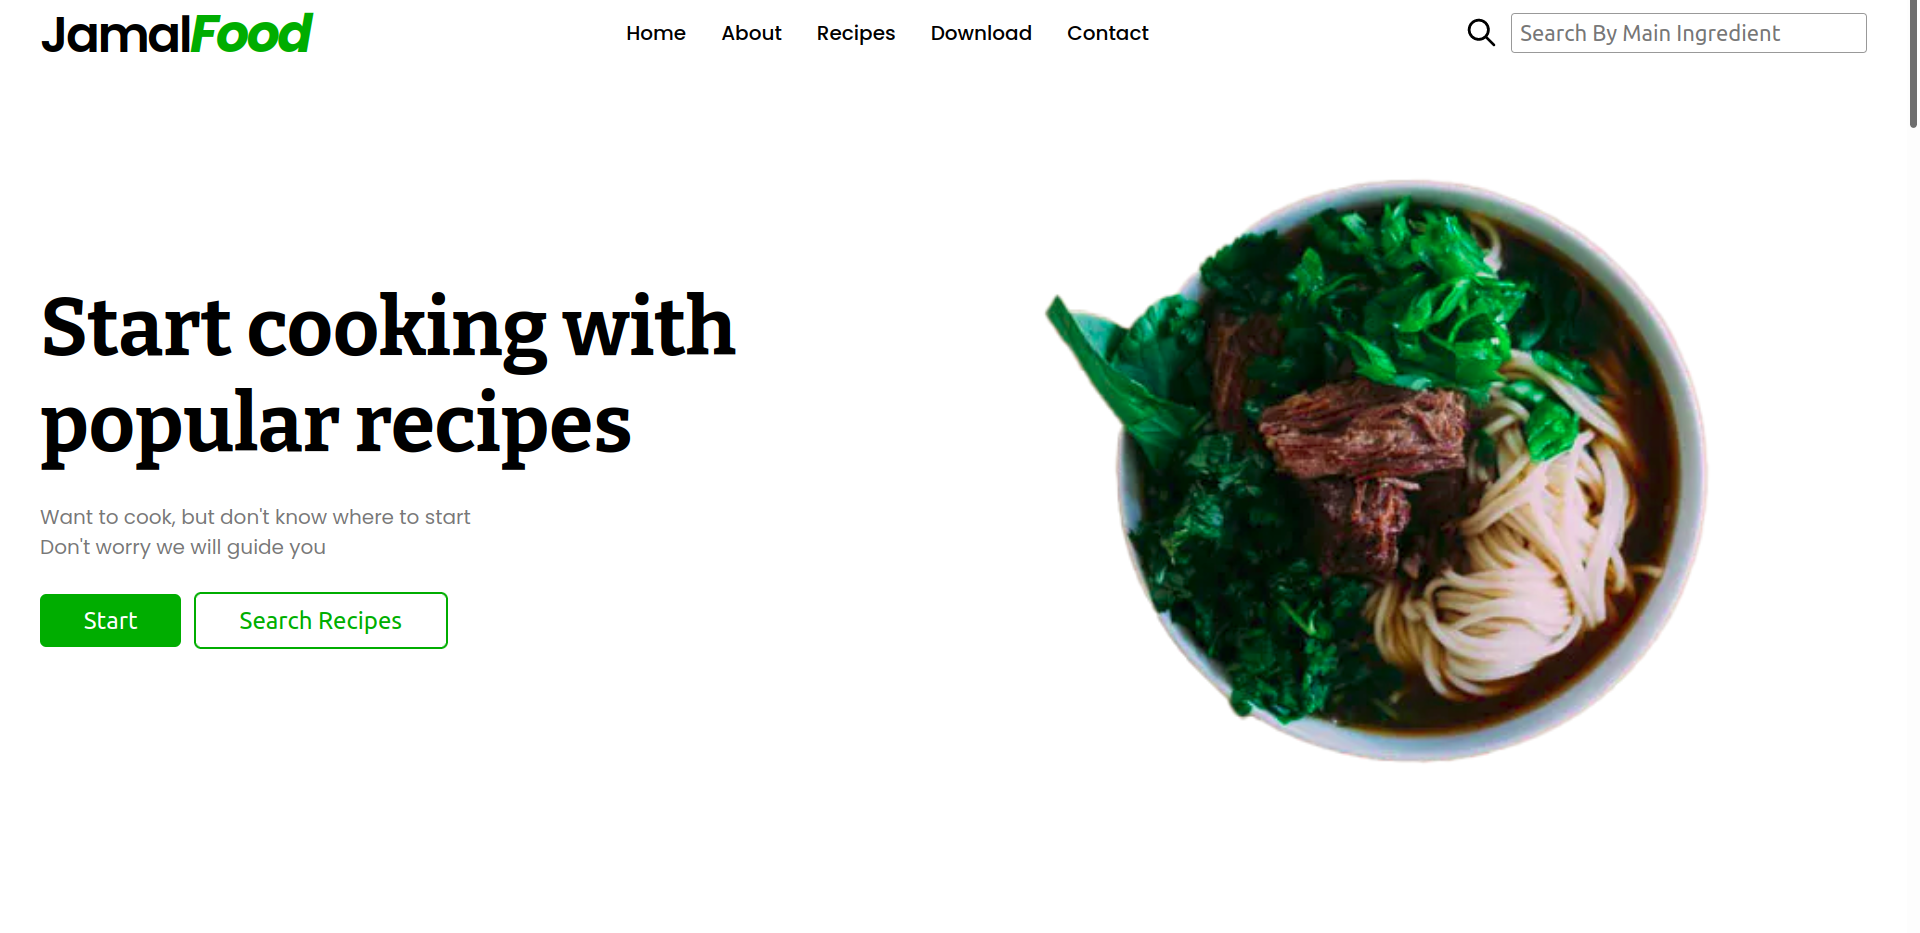 JamalFood
Home About Recipes Download Contact
Search By Main Ingredient
Start cooking with
popular recipes
Want to cook, but don't know where to start
Don't worry we will guide you
Start
Search Recipes